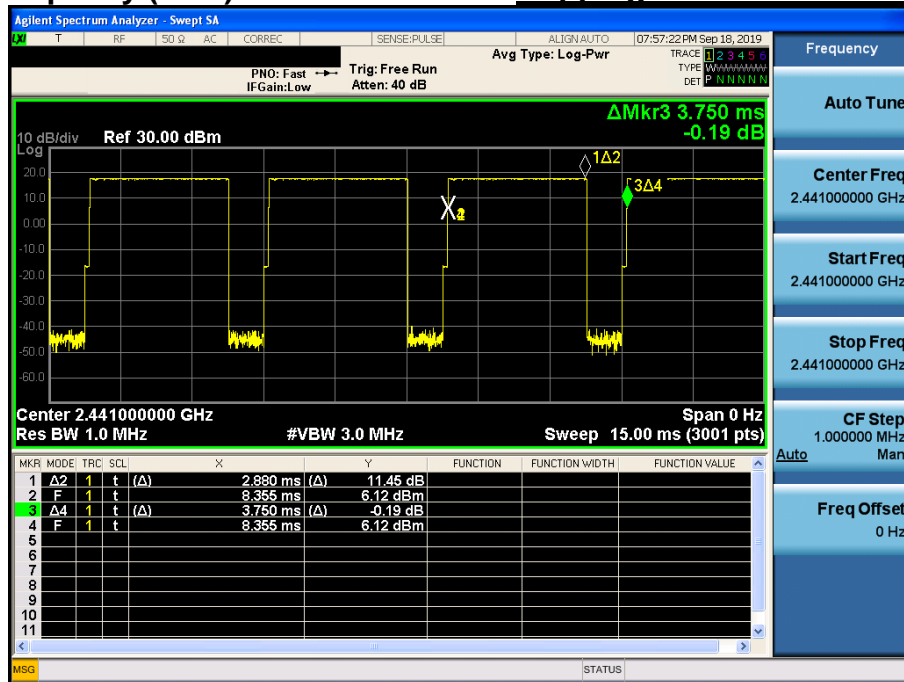 Agilent Spectrum Analyzer - Swept SA
LXI T RF 50 Ω AC CORREC SENSE:PULSE ALIGN AUTO 07:57:22 PM Sep 18, 2019
PNO: Fast
IFGain:Low
Trig: Free Run
Atten: 40 dB
Avg Type: Log-Pwr
TRACE 1 2 3 4 5 6
TYPE WWWWWW
DET P N N N N N
ΔMkr3 3.750 ms
-0.19 dB
10 dB/div Ref 30.00 dBm
Log
20.0
10.0
0.00
-10.0
-20.0
-30.0
-40.0
-50.0
-60.0
1Δ2
3Δ4
Center 2.441000000 GHz Span 0 Hz
Res BW 1.0 MHz #VBW 3.0 MHz Sweep 15.00 ms (3001 pts)
MKR MODE TRC SCL X Y FUNCTION FUNCTION WIDTH FUNCTION VALUE
1 Δ2 1 t (Δ) 2.880 ms (Δ) 11.45 dB
2 F 1 t 8.355 ms 6.12 dBm
3 Δ4 1 t (Δ) 3.750 ms (Δ) -0.19 dB
4 F 1 t 8.355 ms 6.12 dBm
5
6
7
8
9
10
11
MSG STATUS
Frequency
Auto Tune
Center Freq
2.441000000 GHz
Start Freq
2.441000000 GHz
Stop Freq
2.441000000 GHz
CF Step
1.000000 MHz
Auto Man
Freq Offset
0 Hz